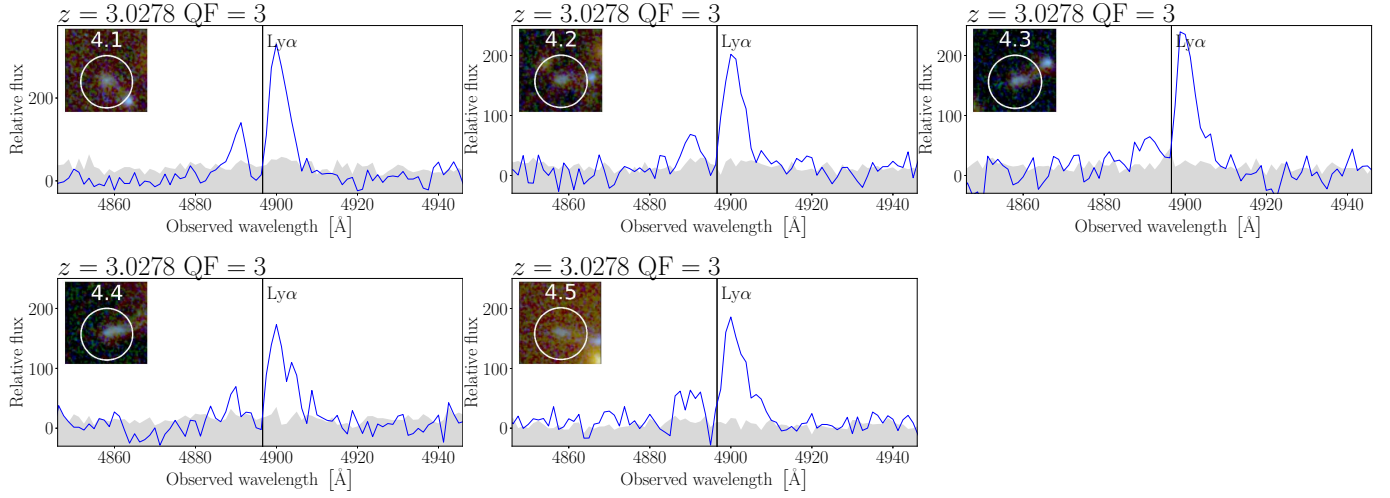 z = 3.0278 QF = 3
4.1
Lyα
Relative flux
200
0
4860
4880
4900
4920
4940
Observed wavelength [Å]
z = 3.0278 QF = 3
4.2
Lyα
Relative flux
200
100
0
4860
4880
4900
4920
4940
Observed wavelength [Å]
z = 3.0278 QF = 3
4.3
Lyα
Relative flux
200
100
0
4860
4880
4900
4920
4940
Observed wavelength [Å]
z = 3.0278 QF = 3
4.4
Lyα
Relative flux
200
100
0
4860
4880
4900
4920
4940
Observed wavelength [Å]
z = 3.0278 QF = 3
4.5
Lyα
Relative flux
200
100
0
4860
4880
4900
4920
4940
Observed wavelength [Å]